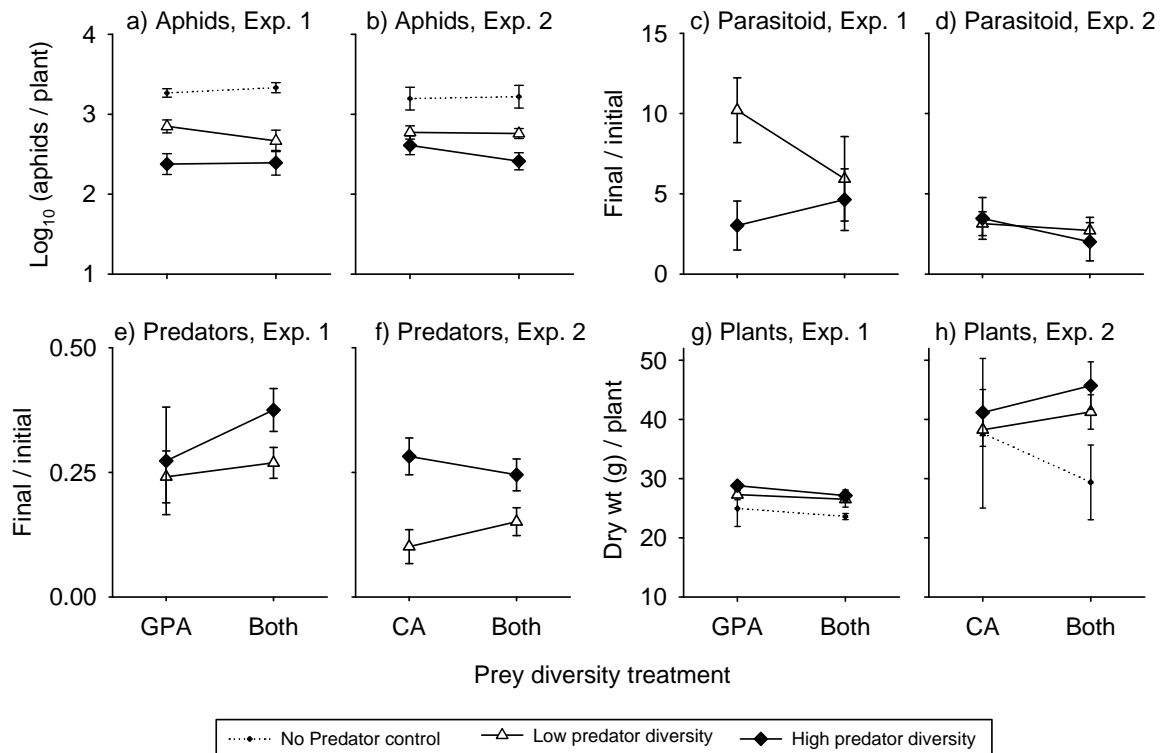 a) Aphids, Exp. 1
b) Aphids, Exp. 2
c) Parasitoid, Exp. 1
d) Parasitoid, Exp. 2
Log10 (aphids / plant)
4
3
2
1
Final / initial
15
10
5
0
e) Predators, Exp. 1
f) Predators, Exp. 2
g) Plants, Exp. 1
h) Plants, Exp. 2
Final / initial
0.50
0.25
0.00
Dry wt (g) / plant
50
40
30
20
10
GPA Both CA Both GPA Both CA Both
Prey diversity treatment
No Predator control Low predator diversity High predator diversity